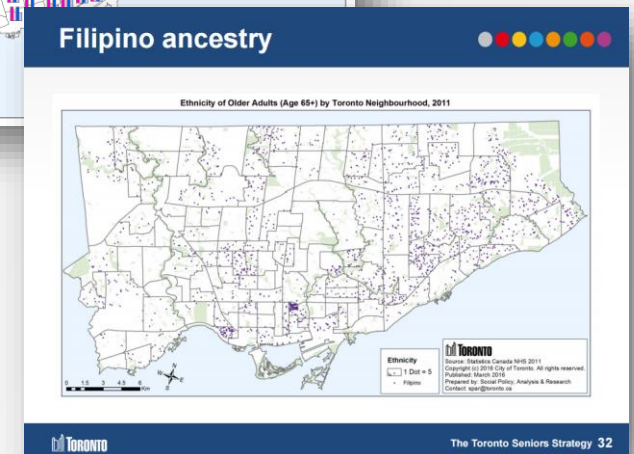 Filipino ancestry
Ethnicity of Older Adults (Age 65+) by Toronto Neighbourhood, 2011
Ethnicity
1 Dot = 5
Filipino
TORONTO
Source: Statistics Canada NHS 2011
Copyright (c) 2016 City of Toronto. All rights reserved.
Published: March 2016
Prepared by: Social Policy, Analysis & Research
Contact: spar@toronto.ca
N
E
S
W
0 1.5 3 4.5 6
Km
TORONTO
The Toronto Seniors Strategy 32